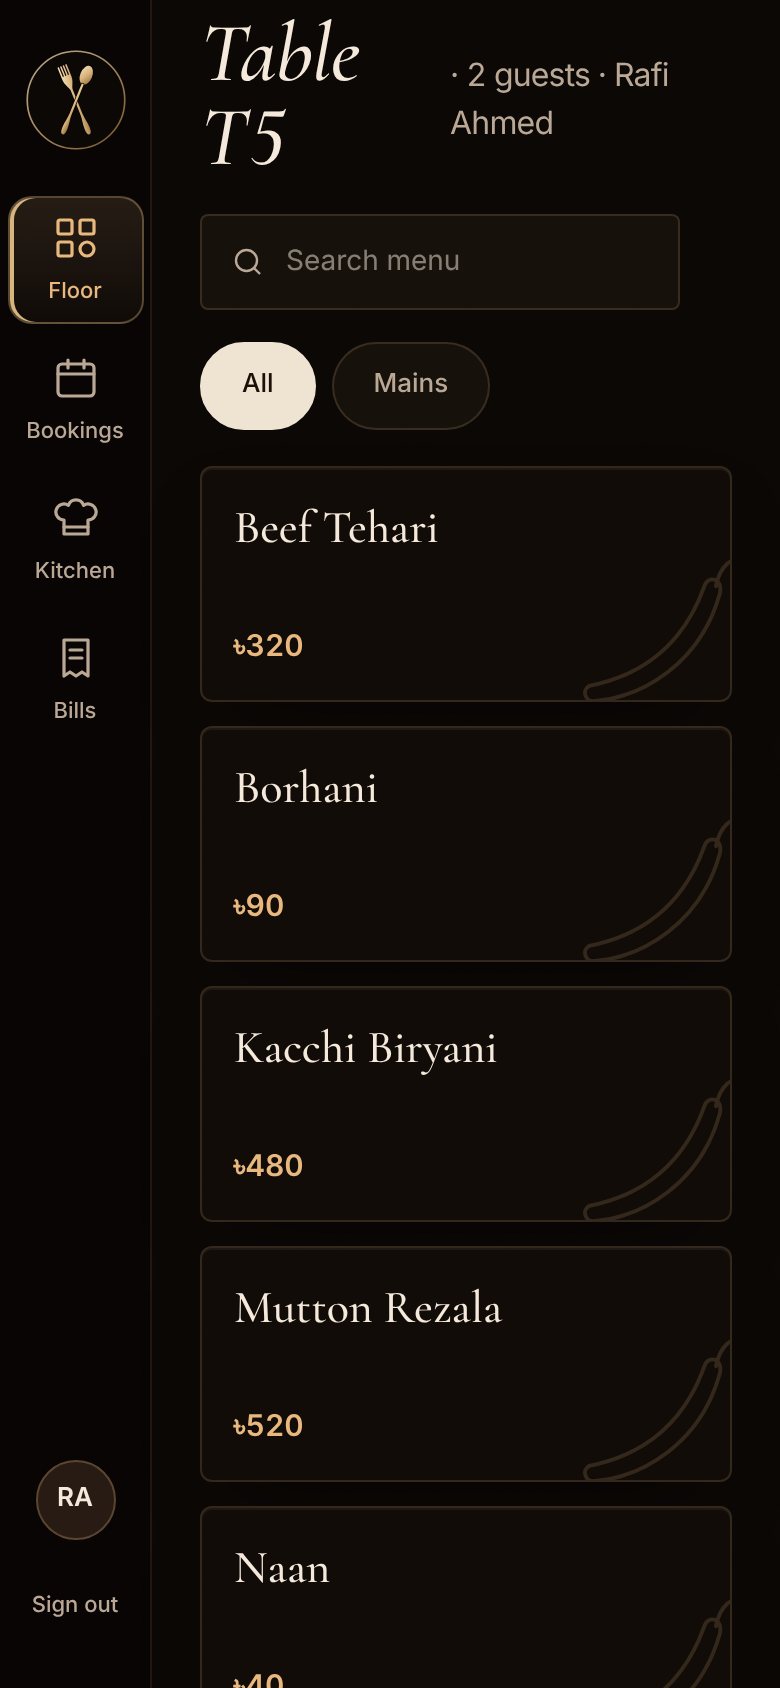 Table
T5
· 2 guests · Rafi
Ahmed
Search menu
All
Mains
Floor
Bookings
Kitchen
Bills
Beef Tehari
৳320
Borhani
৳90
Kacchi Biryani
৳480
Mutton Rezala
৳520
Naan
৳40
RA
Sign out